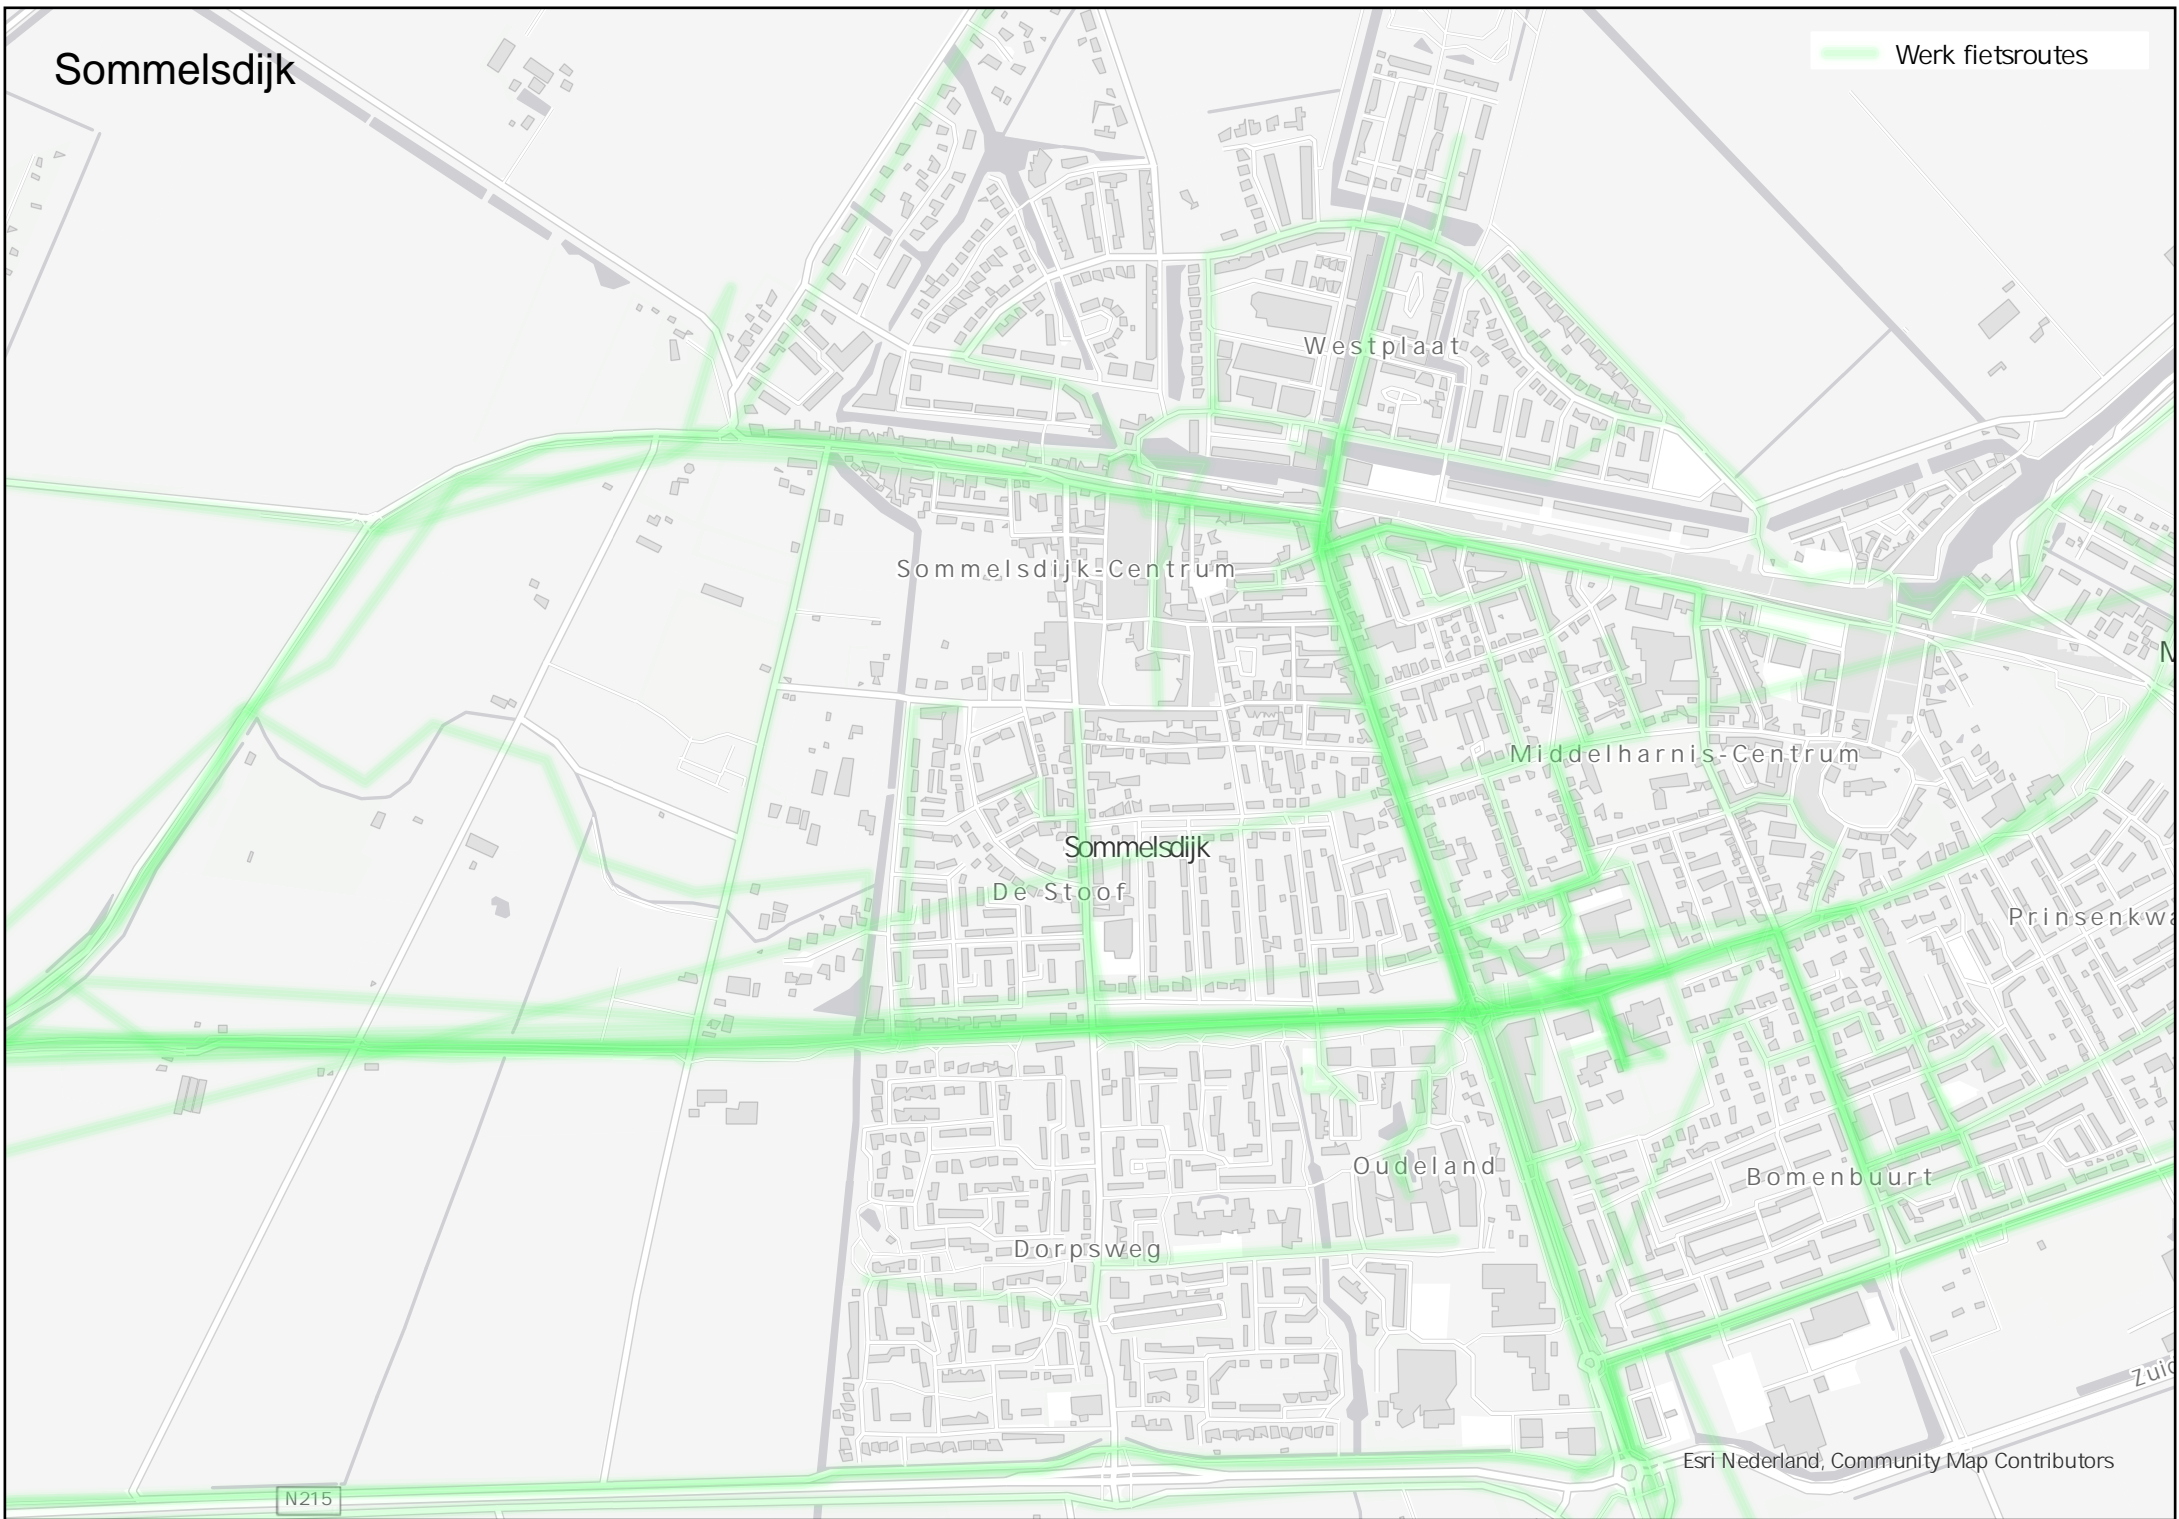 Sommelsdijk
Werk fietsroutes
Westplaat
Sommelsdijk-Centrum
M
Middelharnis-Centrum
Sommelsdijk
De Stoof
Prinsenkwa
Oudeland
Bomenbuurt
Dorpsweg
Zuid
Esri Nederland, Community Map Contributors
N215